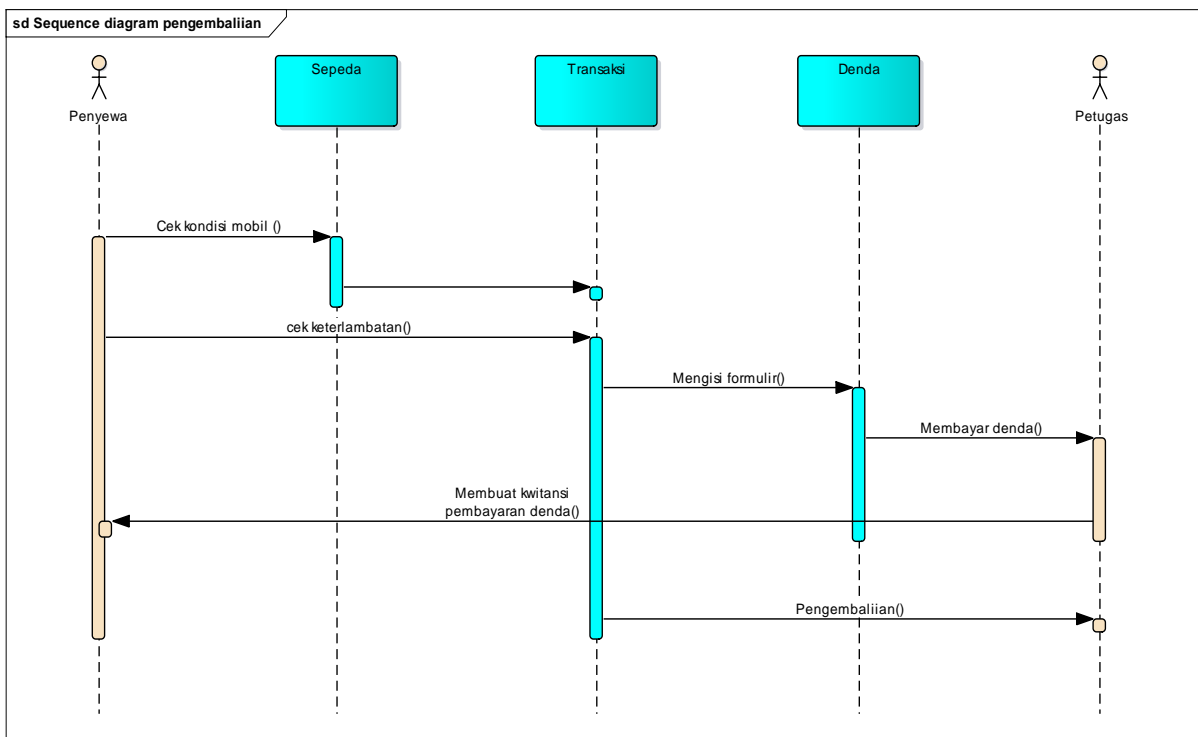 sd Sequence diagram pengembaliian
Sepeda
Transaksi
Denda
Penyewa
Petugas
Cek kondisi mobil ()
cek keterlambatan()
Mengisi formulir()
Membayar denda()
Membuat kwitansi
pembayaran denda()
Pengembaliian()